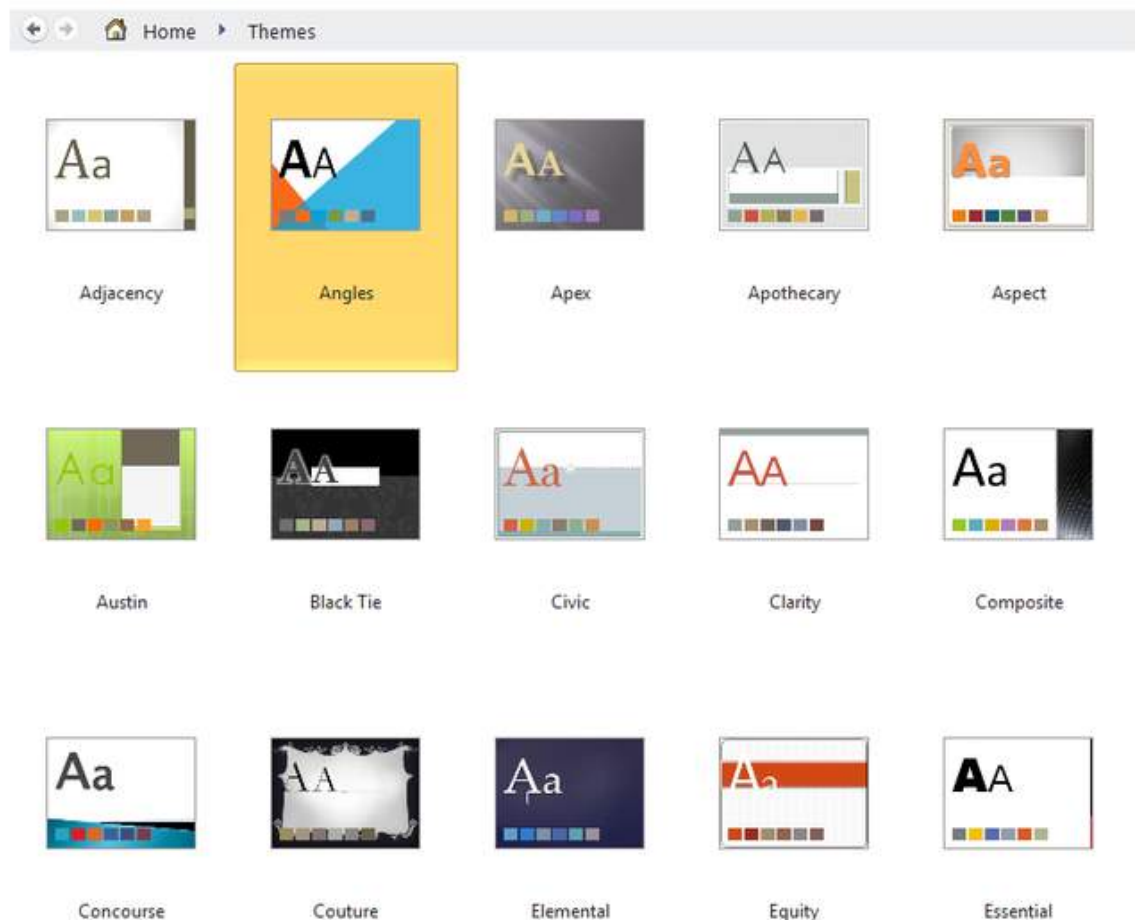 Home Themes
Aa AA AA AA Aa
Adjacency Angles Apex Apothecary Aspect
Aa AA Aa AA Aa
Austin Black Tie Civic Clarity Composite
Aa AA Aa Aa AA
Concourse Couture Elemental Equity Essential